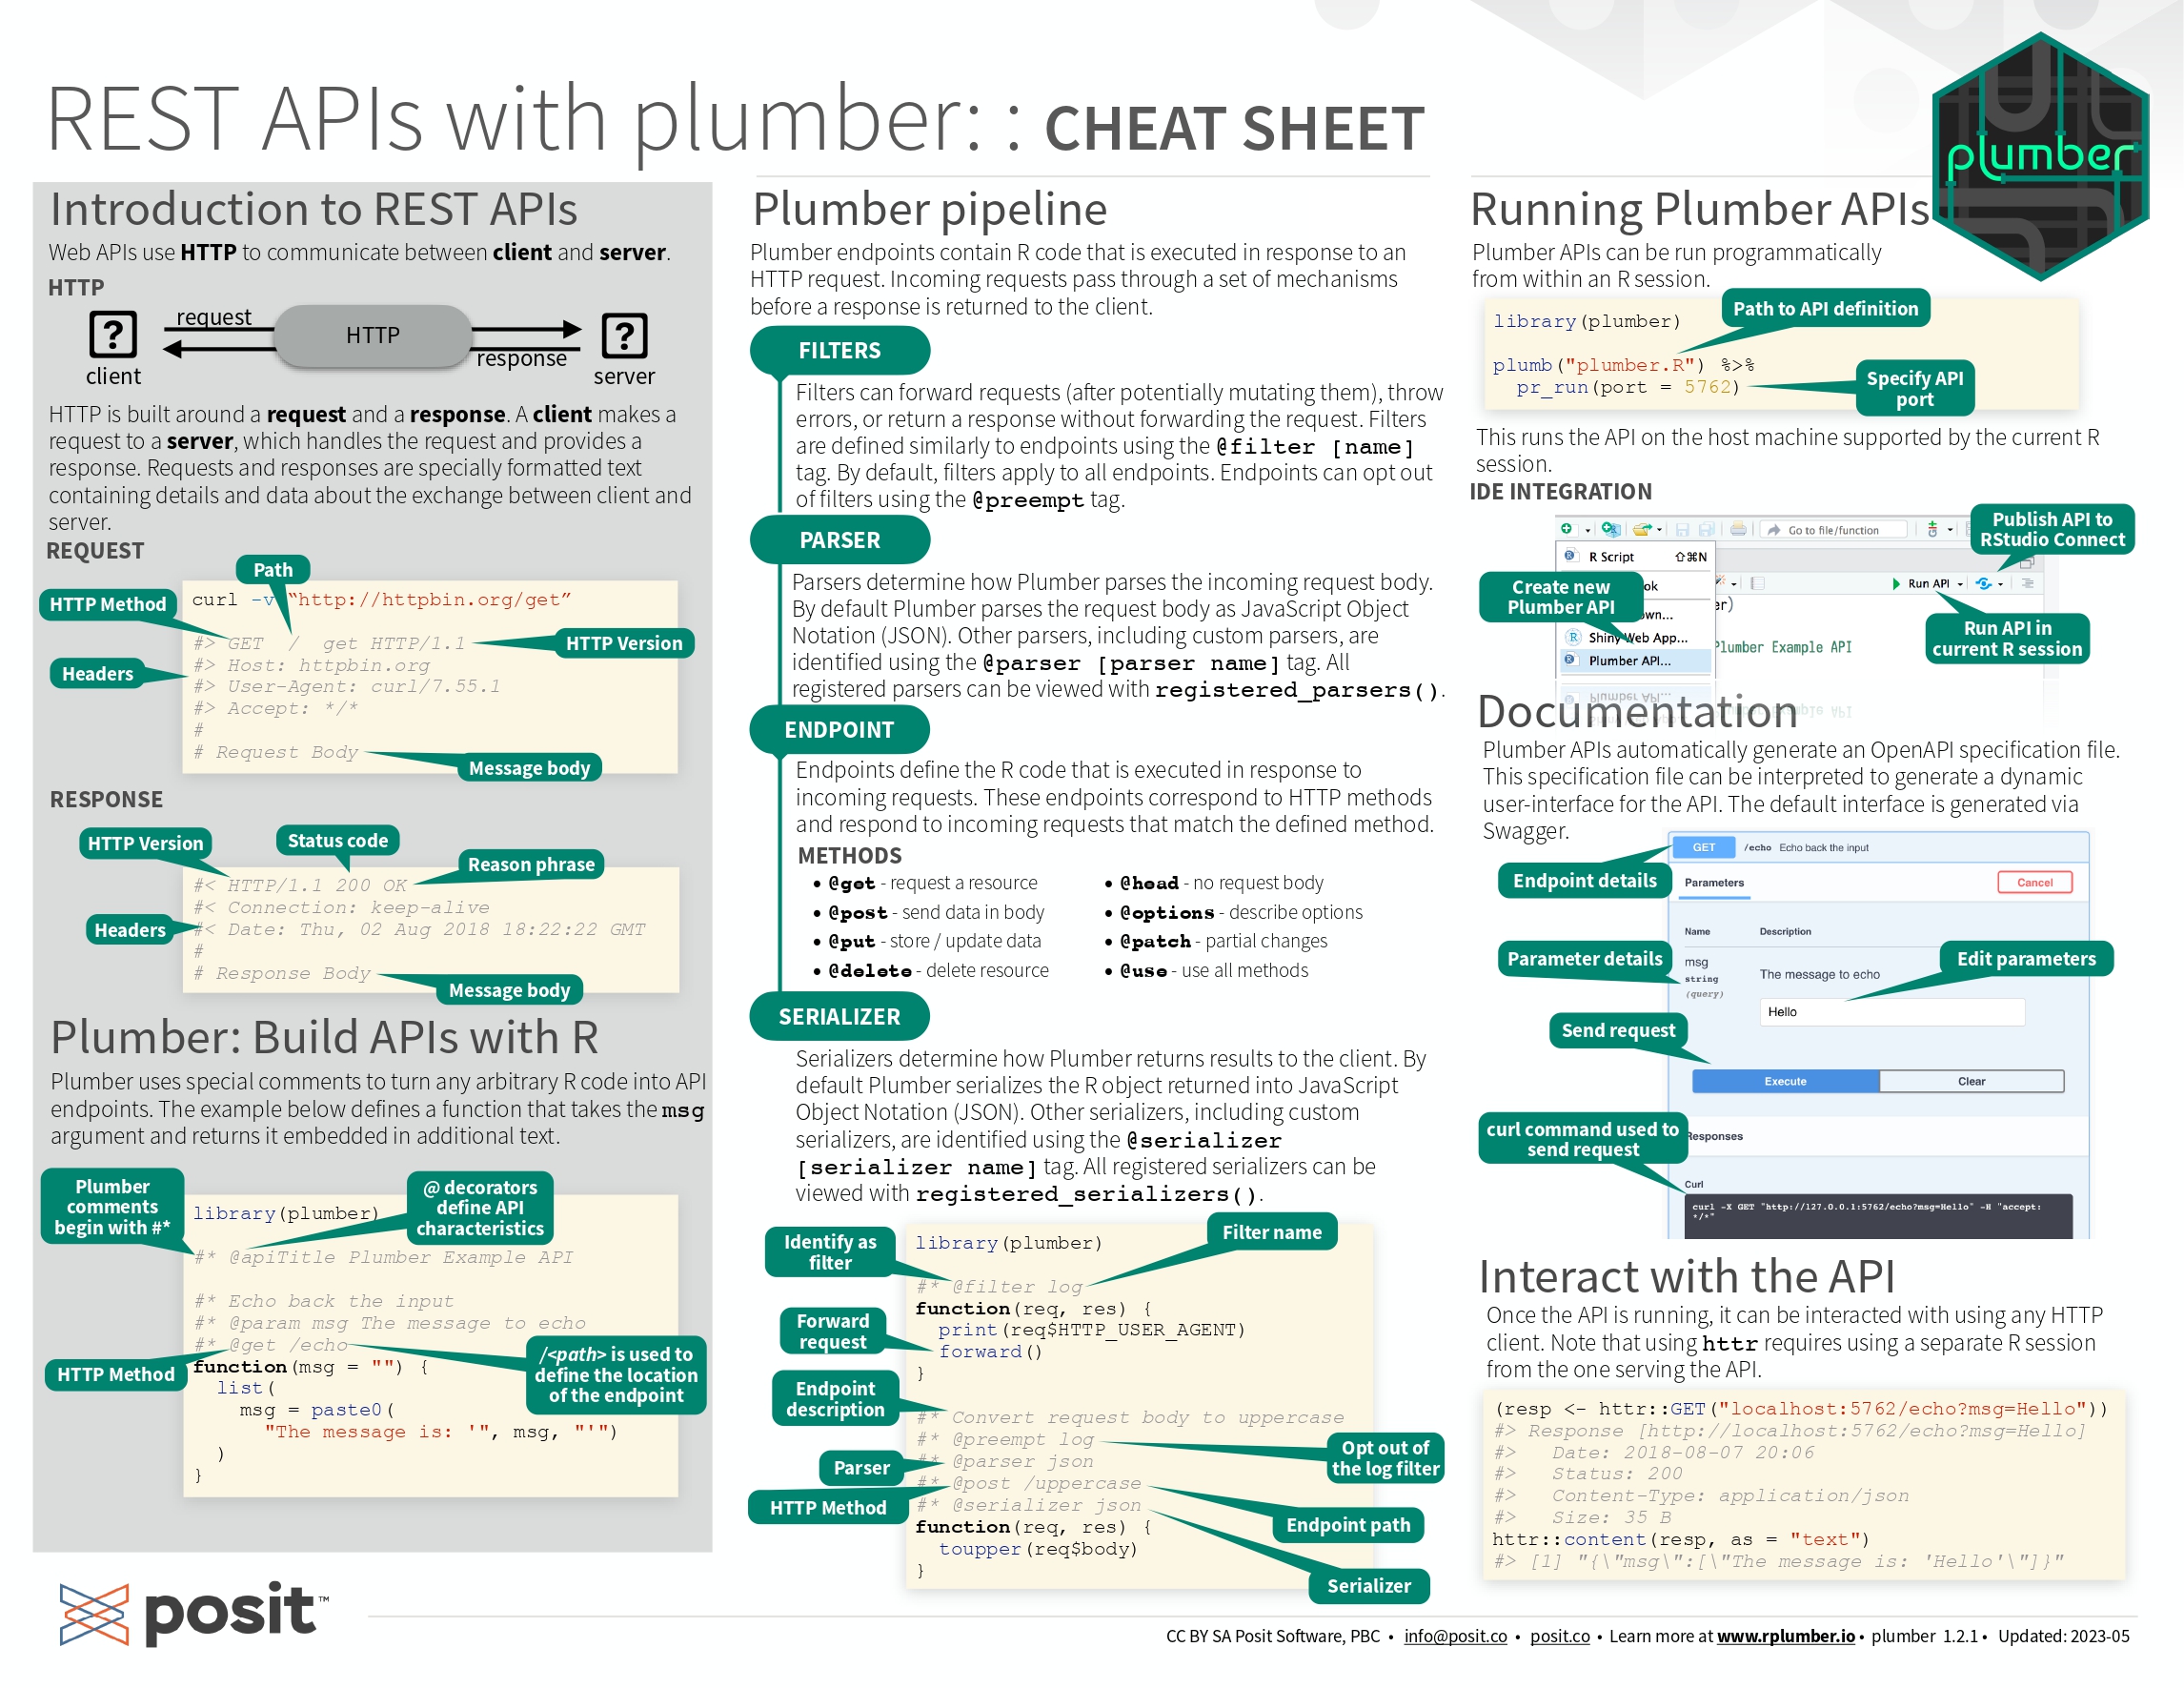 REST APIs with plumber: : CHEAT SHEET
plumber
Introduction to REST APIs
Web APIs use HTTP to communicate between client and server.
HTTP
request
HTTP
response
client
server
HTTP is built around a request and a response. A client makes a
request to a server, which handles the request and provides a
response. Requests and responses are specially formatted text
containing details and data about the exchange between client and
server.
REQUEST
Path
HTTP Method
curl -v “http://httpbin.org/get”
#> GET / get HTTP/1.1
HTTP Version
#> Host: httpbin.org
Headers
#> User-Agent: curl/7.55.1
#> Accept: */*
#
# Request Body
Message body
RESPONSE
HTTP Version
Status code
Reason phrase
#< HTTP/1.1 200 OK
#< Connection: keep-alive
Headers
#< Date: Thu, 02 Aug 2018 18:22:22 GMT
#
# Response Body
Message body
Plumber: Build APIs with R
Plumber uses special comments to turn any arbitrary R code into API
endpoints. The example below defines a function that takes the msg
argument and returns it embedded in additional text.
Plumber
comments
begin with #*
@ decorators
define API
characteristics
library(plumber)
#* @apiTitle Plumber Example API
#* Echo back the input
#* @param msg The message to echo
#* @get /echo
HTTP Method
/<path> is used to
define the location
of the endpoint
function(msg = "") {
list(
msg = paste0(
"The message is: '", msg, "'")
)
}
Plumber pipeline
Plumber endpoints contain R code that is executed in response to an
HTTP request. Incoming requests pass through a set of mechanisms
before a response is returned to the client.
FILTERS
Filters can forward requests (after potentially mutating them), throw
errors, or return a response without forwarding the request. Filters
are defined similarly to endpoints using the @filter [name]
tag. By default, filters apply to all endpoints. Endpoints can opt out
of filters using the @preempt tag.
PARSER
Parsers determine how Plumber parses the incoming request body.
By default Plumber parses the request body as JavaScript Object
Notation (JSON). Other parsers, including custom parsers, are
identified using the @parser [parser name] tag. All
registered parsers can be viewed with registered_parsers().
ENDPOINT
Endpoints define the R code that is executed in response to
incoming requests. These endpoints correspond to HTTP methods
and respond to incoming requests that match the defined method.
METHODS
• @get - request a resource
• @post - send data in body
• @put - store / update data
• @delete - delete resource
• @head - no request body
• @options - describe options
• @patch - partial changes
• @use - use all methods
SERIALIZER
Serializers determine how Plumber returns results to the client. By
default Plumber serializes the R object returned into JavaScript
Object Notation (JSON). Other serializers, including custom
serializers, are identified using the @serializer
[serializer name] tag. All registered serializers can be
viewed with registered_serializers().
Identify as
filter
Filter name
library(plumber)
#* @filter log
function(req, res) {
print(req$HTTP_USER_AGENT)
Forward
request
forward()
}
Endpoint
description
#* Convert request body to uppercase
#* @preempt log
Opt out of
the log filter
Parser
#* @parser json
#* @post /uppercase
HTTP Method
#* @serializer json
Endpoint path
function(req, res) {
toupper(req$body)
}
Serializer
Running Plumber APIs
Plumber APIs can be run programmatically
from within an R session.
Path to API definition
library(plumber)
plumb("plumber.R") %>%
pr_run(port = 5762)
Specify API
port
This runs the API on the host machine supported by the current R
session.
IDE INTEGRATION
Go to file/function
Publish API to
RStudio Connect
R Script ⇧⌘N
Create new
Plumber API
ok
own...
er)
Run API
Shiny Web App...
Plumber API...
Plumber Example API
Run API in
current R session
Documentation
Plumber APIs automatically generate an OpenAPI specification file.
This specification file can be interpreted to generate a dynamic
user-interface for the API. The default interface is generated via
Swagger.
GET /echo Echo back the input
Endpoint details
Parameters
Cancel
Name Description
Parameter details
msg
string
(query)
The message to echo
Edit parameters
Hello
Send request
Execute Clear
curl command used to
send request
Responses
Curl
curl -X GET "http://127.0.0.1:5762/echo?msg=Hello" -H "accept:
*/*"
Interact with the API
Once the API is running, it can be interacted with using any HTTP
client. Note that using httr requires using a separate R session
from the one serving the API.
(resp <- httr::GET("localhost:5762/echo?msg=Hello"))
#> Response [http://localhost:5762/echo?msg=Hello]
#> Date: 2018-08-07 20:06
#> Status: 200
#> Content-Type: application/json
#> Size: 35 B
httr::content(resp, as = "text")
#> [1] "{\"msg\":[\"The message is: 'Hello'\"]}"
posit™
CC BY SA Posit Software, PBC • info@posit.co • posit.co • Learn more at www.rplumber.io • plumber 1.2.1 • Updated: 2023-05